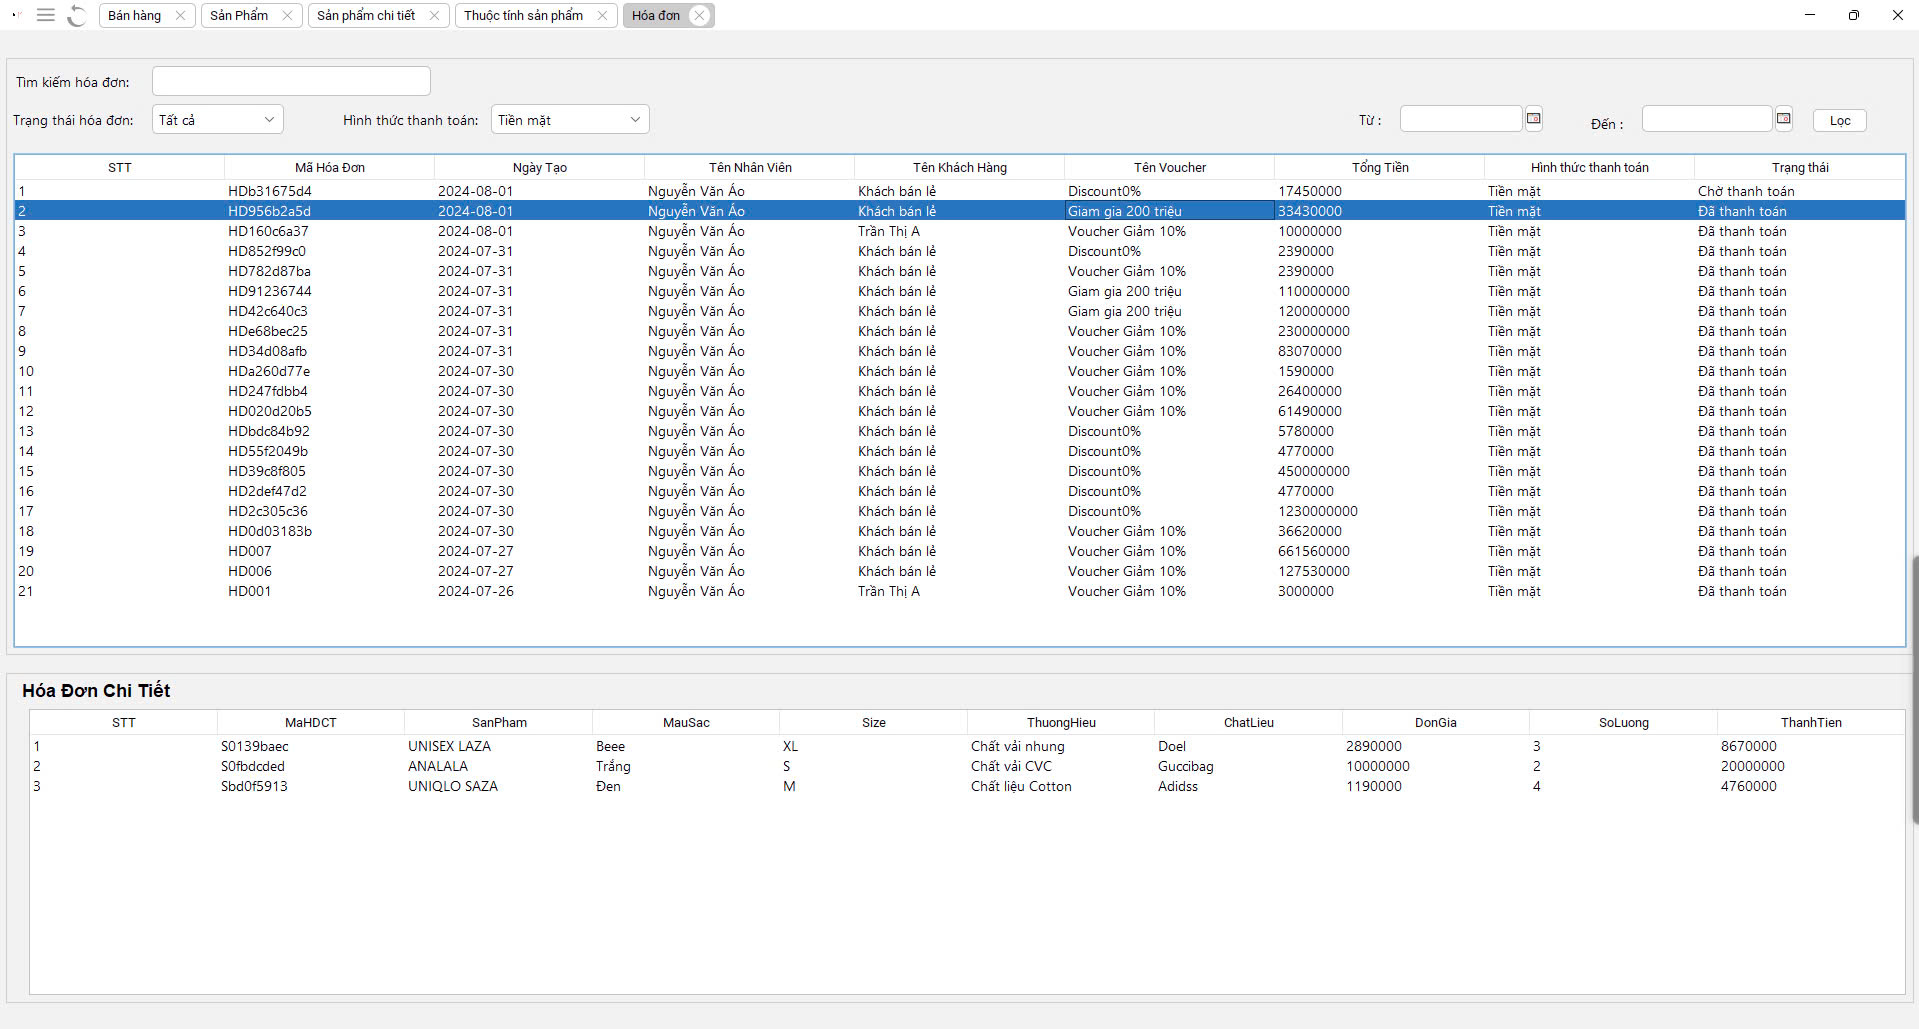 Bán hàng Sản Phẩm Sản phẩm chi tiết Thuộc tính sản phẩm Hóa đơn
Tìm kiếm hóa đơn:
Trạng thái hóa đơn: Tất cả Hình thức thanh toán: Tiền mặt Từ : Đến : Lọc
STT Mã Hóa Đơn Ngày Tạo Tên Nhân Viên Tên Khách Hàng Tên Voucher Tổng Tiền Hình thức thanh toán Trạng thái
1 HDb31675d4 2024-08-01 Nguyễn Văn Áo Khách bán lẻ Discount0% 17450000 Tiền mặt Chờ thanh toán
2 HD956b2a5d 2024-08-01 Nguyễn Văn Áo Khách bán lẻ Giam gia 200 triệu 33430000 Tiền mặt Đã thanh toán
3 HD160c6a37 2024-08-01 Nguyễn Văn Áo Trần Thị A Voucher Giảm 10% 10000000 Tiền mặt Đã thanh toán
4 HD852f99c0 2024-07-31 Nguyễn Văn Áo Khách bán lẻ Discount0% 2390000 Tiền mặt Đã thanh toán
5 HD782d87ba 2024-07-31 Nguyễn Văn Áo Khách bán lẻ Voucher Giảm 10% 2390000 Tiền mặt Đã thanh toán
6 HD91236744 2024-07-31 Nguyễn Văn Áo Khách bán lẻ Giam gia 200 triệu 110000000 Tiền mặt Đã thanh toán
7 HD42c640c3 2024-07-31 Nguyễn Văn Áo Khách bán lẻ Giam gia 200 triệu 120000000 Tiền mặt Đã thanh toán
8 HDe68bec25 2024-07-31 Nguyễn Văn Áo Khách bán lẻ Voucher Giảm 10% 230000000 Tiền mặt Đã thanh toán
9 HD34d08afb 2024-07-31 Nguyễn Văn Áo Khách bán lẻ Voucher Giảm 10% 83070000 Tiền mặt Đã thanh toán
10 HDa260d77e 2024-07-30 Nguyễn Văn Áo Khách bán lẻ Voucher Giảm 10% 1590000 Tiền mặt Đã thanh toán
11 HD247fdbb4 2024-07-30 Nguyễn Văn Áo Khách bán lẻ Voucher Giảm 10% 26400000 Tiền mặt Đã thanh toán
12 HD020d20b5 2024-07-30 Nguyễn Văn Áo Khách bán lẻ Voucher Giảm 10% 61490000 Tiền mặt Đã thanh toán
13 HDbdc84b92 2024-07-30 Nguyễn Văn Áo Khách bán lẻ Discount0% 5780000 Tiền mặt Đã thanh toán
14 HD55f2049b 2024-07-30 Nguyễn Văn Áo Khách bán lẻ Discount0% 4770000 Tiền mặt Đã thanh toán
15 HD39c8f805 2024-07-30 Nguyễn Văn Áo Khách bán lẻ Discount0% 450000000 Tiền mặt Đã thanh toán
16 HD2def47d2 2024-07-30 Nguyễn Văn Áo Khách bán lẻ Discount0% 4770000 Tiền mặt Đã thanh toán
17 HD2c305c36 2024-07-30 Nguyễn Văn Áo Khách bán lẻ Discount0% 1230000000 Tiền mặt Đã thanh toán
18 HD0d03183b 2024-07-30 Nguyễn Văn Áo Khách bán lẻ Voucher Giảm 10% 36620000 Tiền mặt Đã thanh toán
19 HD007 2024-07-27 Nguyễn Văn Áo Khách bán lẻ Voucher Giảm 10% 661560000 Tiền mặt Đã thanh toán
20 HD006 2024-07-27 Nguyễn Văn Áo Khách bán lẻ Voucher Giảm 10% 127530000 Tiền mặt Đã thanh toán
21 HD001 2024-07-26 Nguyễn Văn Áo Trần Thị A Voucher Giảm 10% 3000000 Tiền mặt Đã thanh toán
Hóa Đơn Chi Tiết
STT MaHDCT SanPham MauSac Size ThuongHieu ChatLieu DonGia SoLuong ThanhTien
1 S0139baec UNISEX LAZA Beee XL Chất vải nhung Doel 2890000 3 8670000
2 S0fbdcded ANALALA Trắng S Chất vải CVC Guccibag 10000000 2 20000000
3 Sbd0f5913 UNIQLO SAZA Đen M Chất liệu Cotton Adidss 1190000 4 4760000